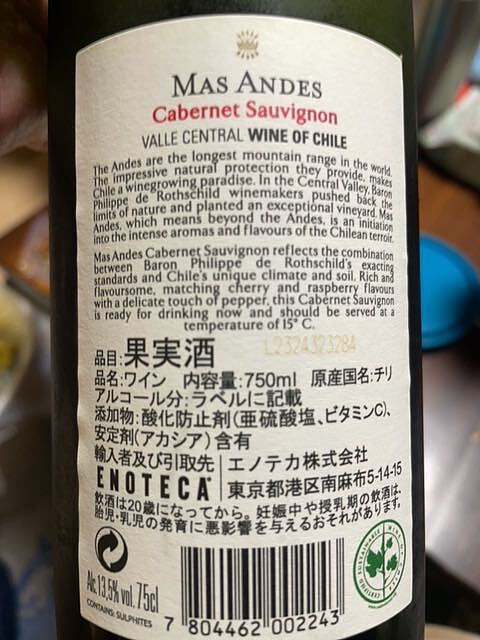 MAS ANDES
Cabernet Sauvignon
VALLE CENTRAL WINE OF CHILE
The Andes are the longest mountain range in the world.
The impressive natural protection they provide, makes
Chile a winegrowing paradise. In the Central Valley, Baron
Philippe de Rothschild winemakers pushed back the
limits of nature and planted an exceptional vineyard. Mas
Andes, which means beyond the Andes, is an initiation
into the intense aromas and flavours of the Chilean terroir.
Mas Andes Cabernet Sauvignon reflects the combination
between Baron Philippe de Rothschild's exacting
standards and Chile's unique climate and soil. Rich and
flavoursome, matching cherry and raspberry flavours
with a delicate touch of pepper, this Cabernet Sauvignon
is ready for drinking now and should be served at a
temperature of 15° C.
L2324323284
品目:果実酒
品名:ワイン 内容量:750ml 原産国名:チリ
アルコール分:ラベルに記載
添加物:酸化防止剤(亜硫酸塩、ビタミンC)、
安定剤(アカシア)含有
輸入者及び引取先 エノテカ株式会社
ENOTECA 東京都港区南麻布5-14-15
飲酒は20歳になってから。妊娠中や授乳期の飲酒は、
胎児・乳児の発育に悪影響を与えるおそれがあります。
Alc. 13,5% vol. 75cl
CONTAINS: SULPHITES
7 804462 002243